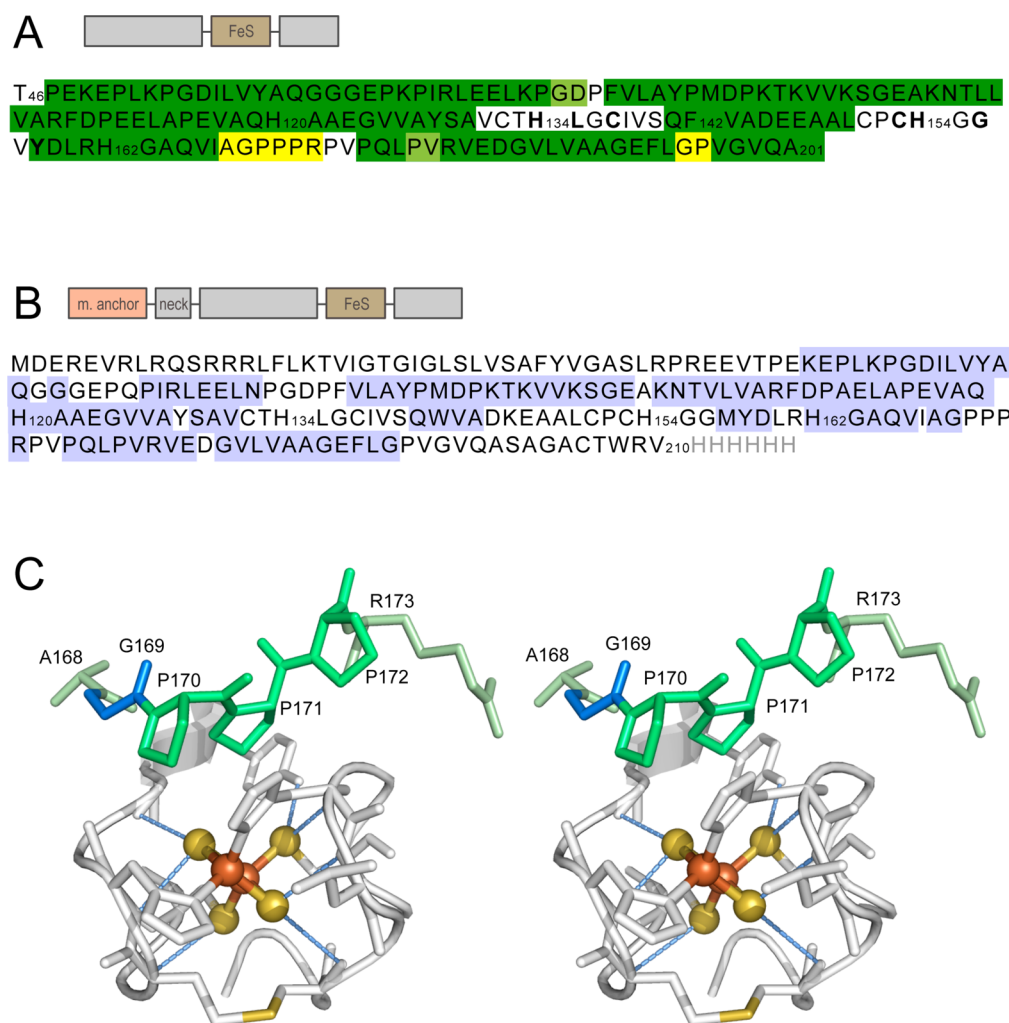 A
FeS
T46PEKEPLKPGDILVYAQGGGEPKPIRLEELKPGDPFVLAYPMDPKTKVVKSGEAKNTLL
VARFDPEELAPEVAQH120AAEGVVAYSAVCTH134LGCIVSQF142VADEEAALCPCH154GG
VYDLRH162GAQVIAGPPPRPVPQLPVRVEDGVLVAAGEFLGPVGVQA201
B
m. anchor neck FeS
MDEREVRLRQSRRRLFLKTVIGTGIGLSLVSAFYVGASLRPREEVTPEKEPLKPGDILVYA
QGGGEPQPIRLEELNPGDPFVLAYPMDPKTKVVKSGEAKNTVLVARFDPAELAPEVAQ
H120AAEGVVAYSAVCTH134LGCIVSQWVADKEAALCPCH154GGMYDLRH162GAQVIAGPPP
RPVPQLPVRVEDGVLVAAGEFLGPVGVQASAGACTWRV210HHHHHH
C
A168 G169 P170 P171 P172 R173
A168 G169 P170 P171 P172 R173